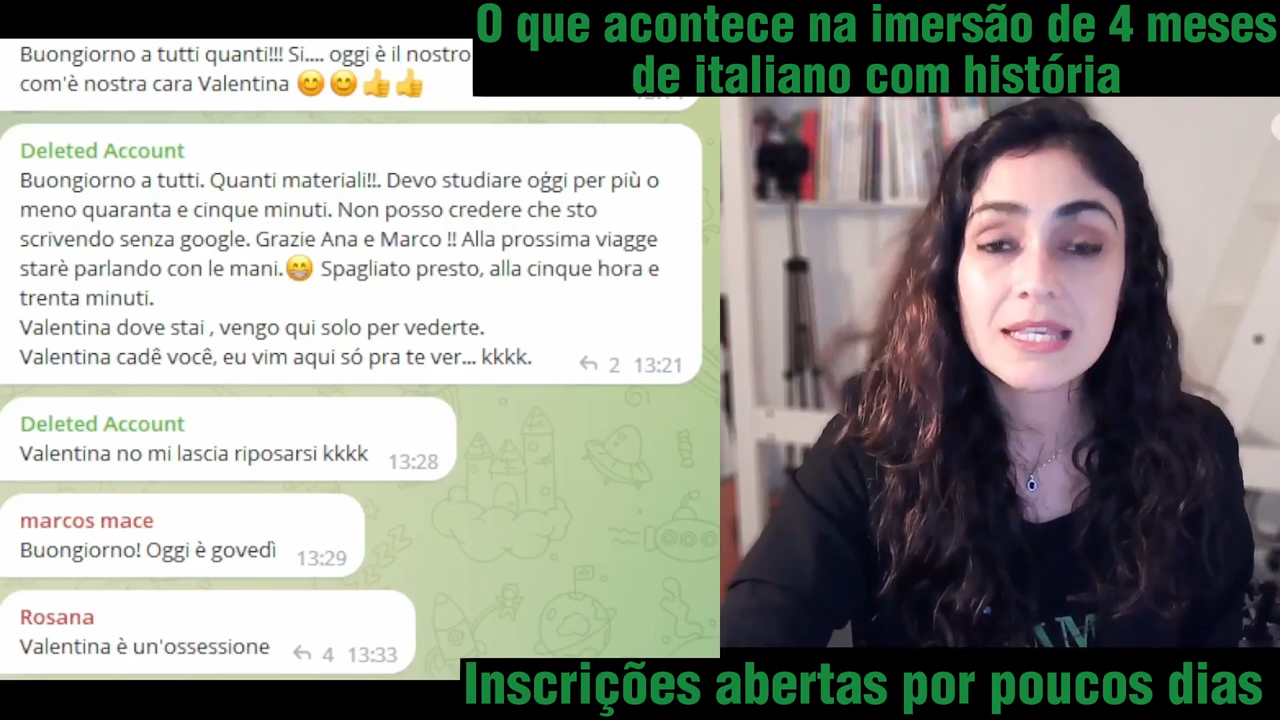 O que acontece na imersão de 4 meses
de italiano com história
Buongiorno a tutti quanti!!! Si.... oggi è il nostro
com'è nostra cara Valentina 😊😊👍👍
Deleted Account
Buongiorno a tutti. Quanti materiali!!. Devo studiare oģgi per più o
meno quaranta e cinque minuti. Non posso credere che sto
scrivendo senza google. Grazie Ana e Marco !! Alla prossima viagge
starè parlando con le mani.😁 Spagliato presto, alla cinque hora e
trenta minuti.
Valentina dove stai , vengo qui solo per vederte.
Valentina cadê você, eu vim aqui só pra te ver... kkkk.
2 13:21
Deleted Account
Valentina no mi lascia riposarsi kkkk 13:28
marcos mace
Buongiorno! Oggi è govedì 13:29
Rosana
Valentina è un'ossessione 4 13:33
Inscrições abertas por poucos dias